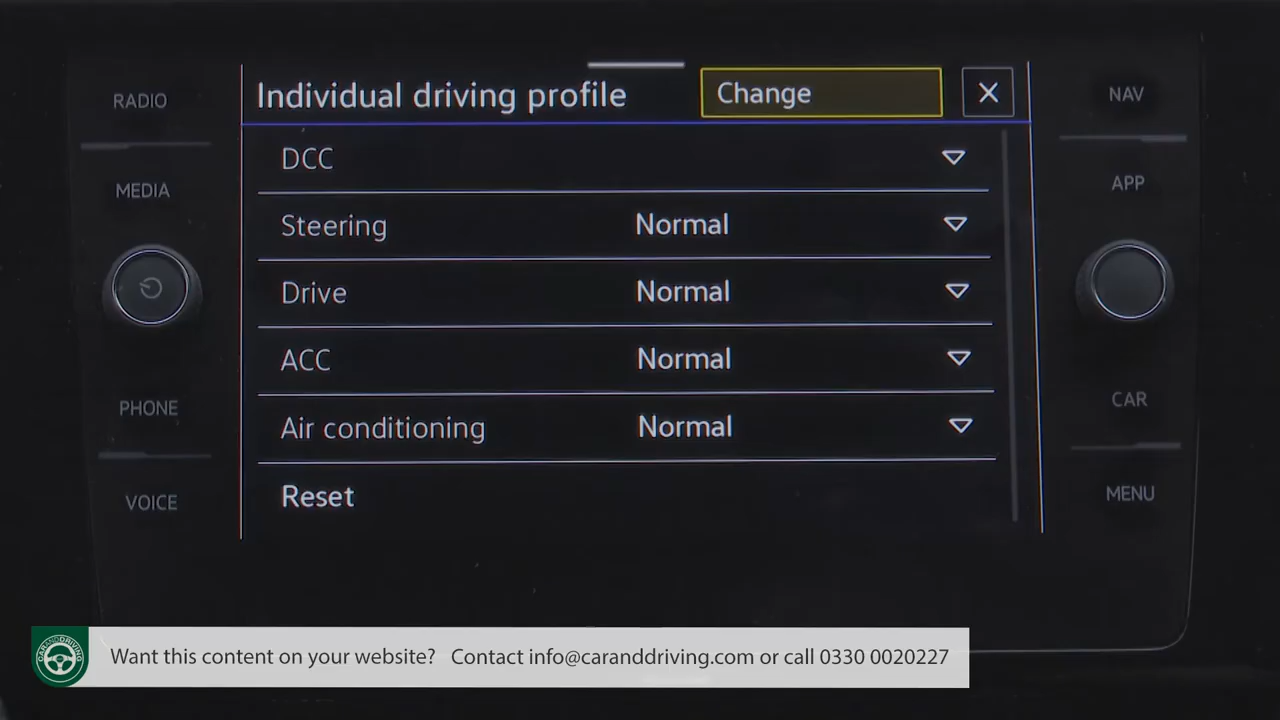 RADIO
MEDIA
PHONE
VOICE
Individual driving profile Change
DCC
Steering Normal
Drive Normal
ACC Normal
Air conditioning Normal
Reset
NAV
APP
CAR
MENU
CARANDDRIVING
Want this content on your website? Contact info@caranddriving.com or call 0330 0020227